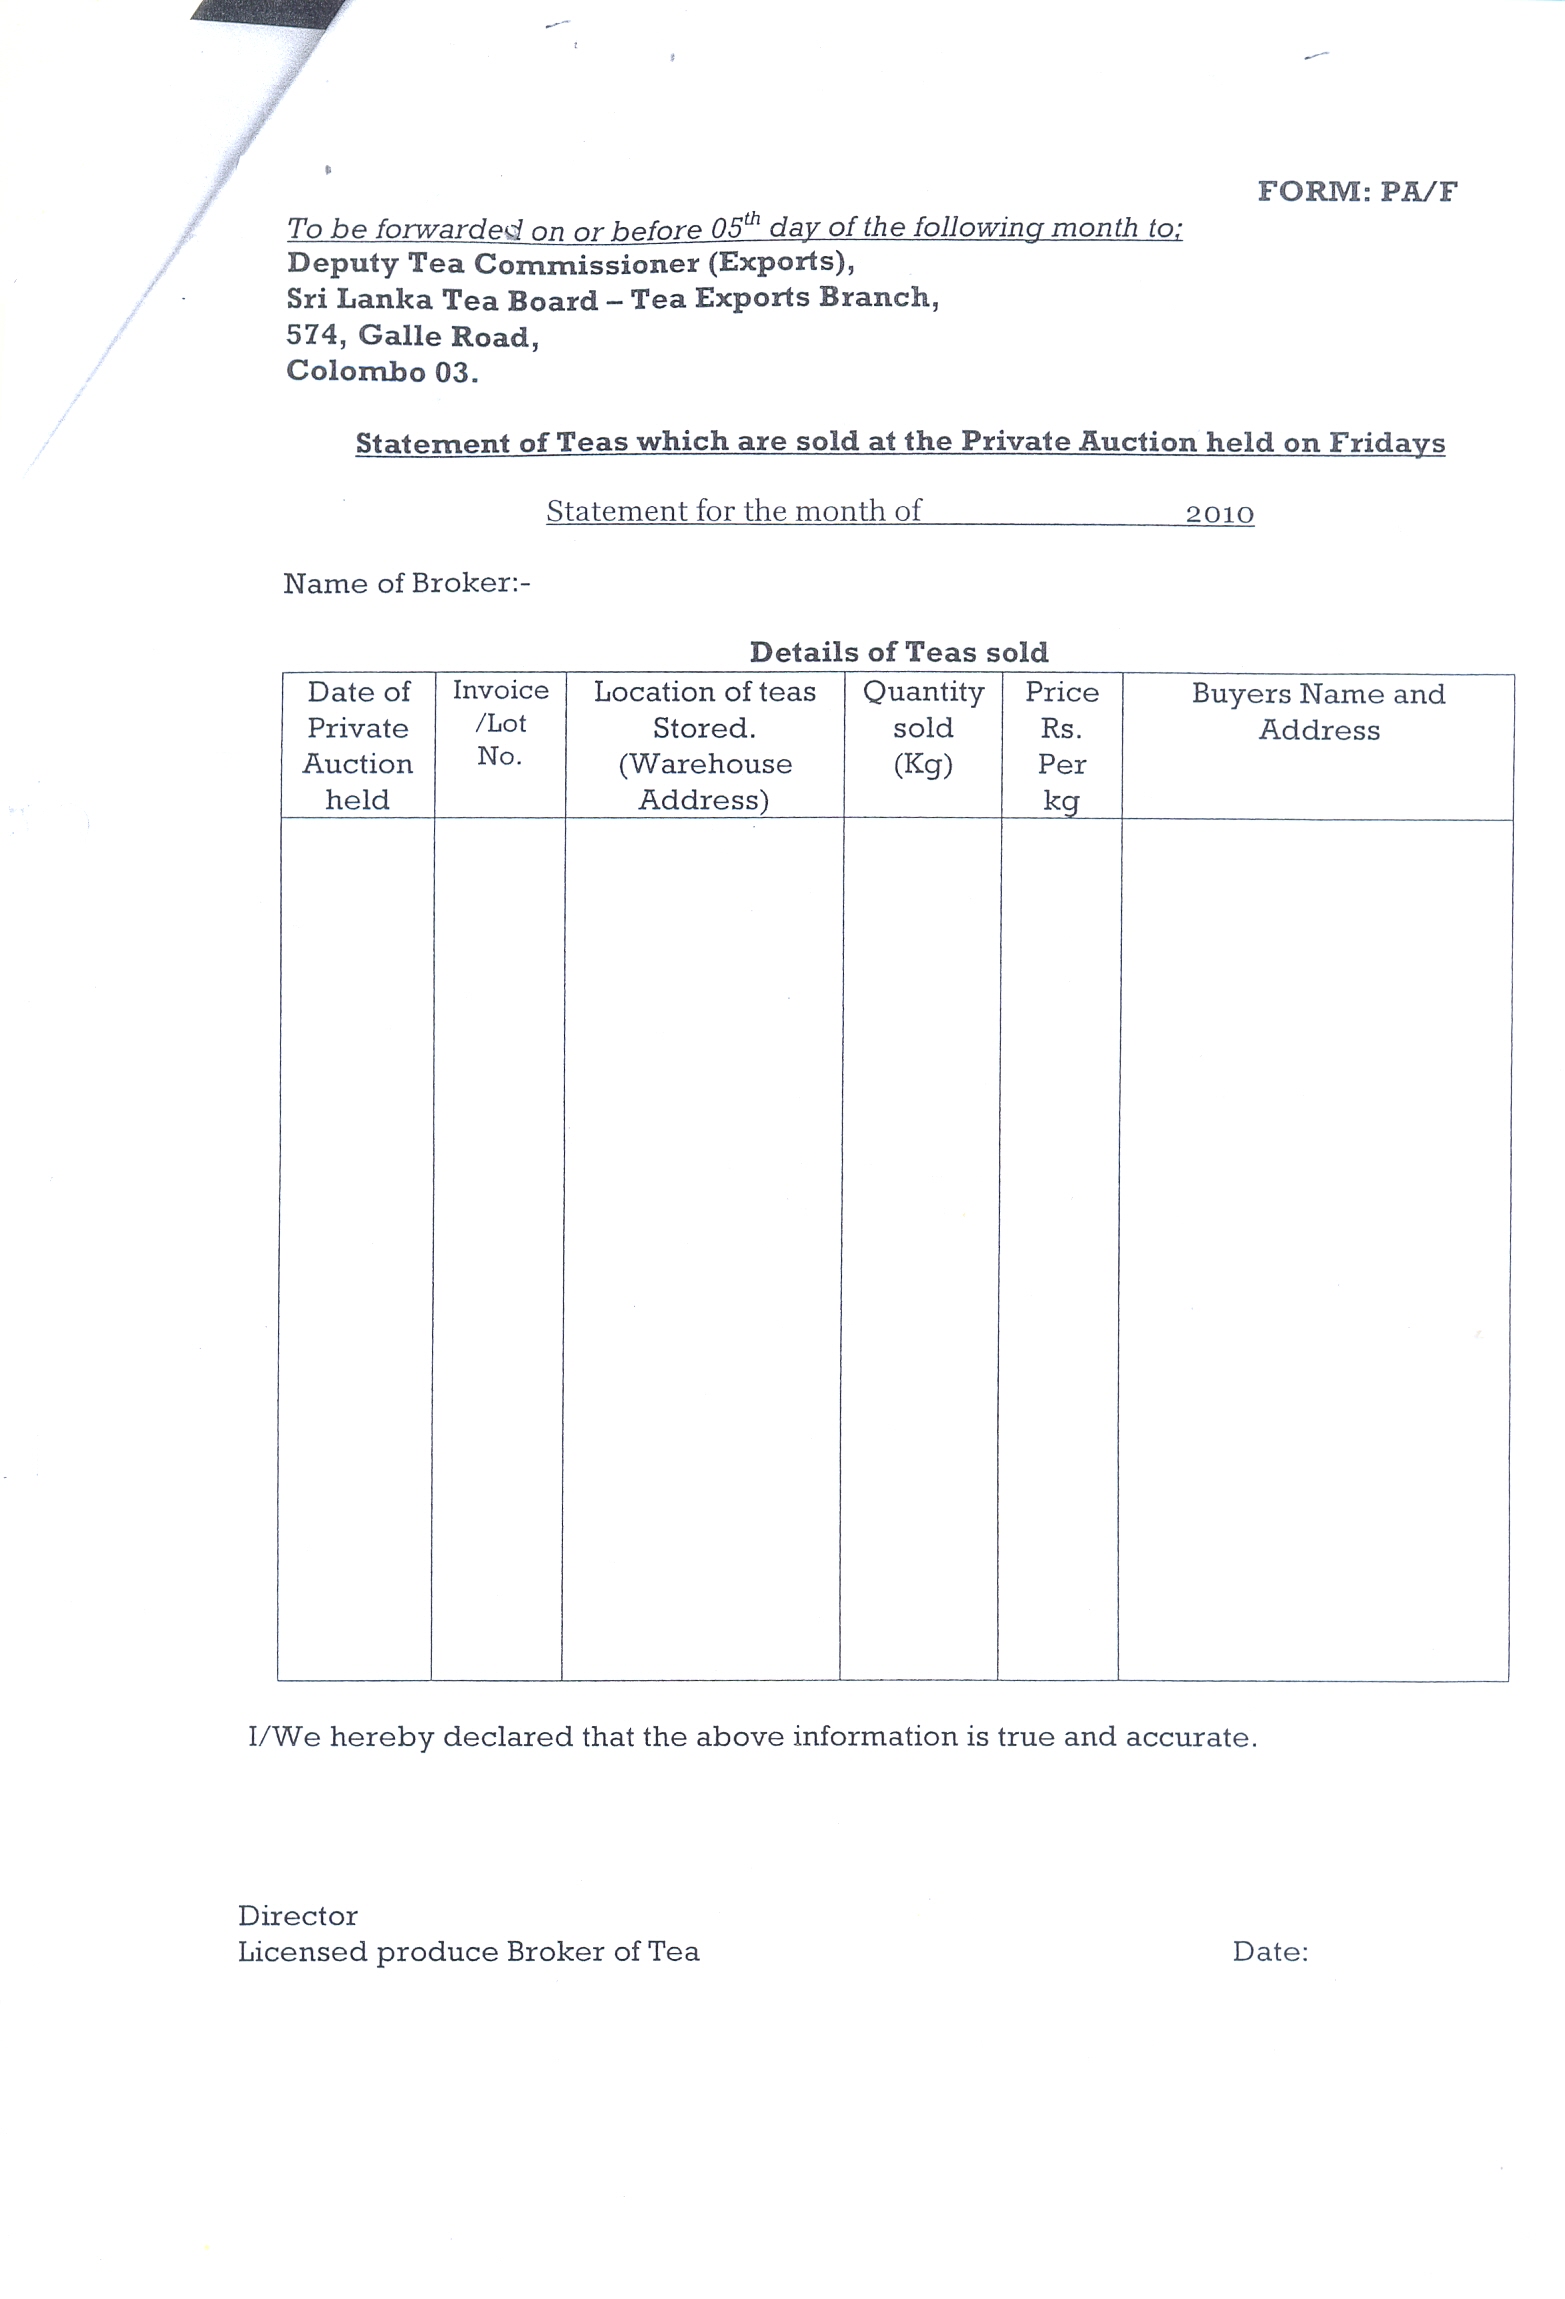 FORM: PA/F
To be forwarded on or before 05th day of the following month to;
Deputy Tea Commissioner (Exports),
Sri Lanka Tea Board – Tea Exports Branch,
574, Galle Road,
Colombo 03.
Statement of Teas which are sold at the Private Auction held on Fridays
Statement for the month of 2010
Name of Broker:-
Details of Teas sold
Date of
Private
Auction
held
Invoice
/Lot
No.
Location of teas
Stored.
(Warehouse
Address)
Quantity
sold
(Kg)
Price
Rs.
Per
kg
Buyers Name and
Address
I/We hereby declared that the above information is true and accurate.
Director
Licensed produce Broker of Tea
Date: